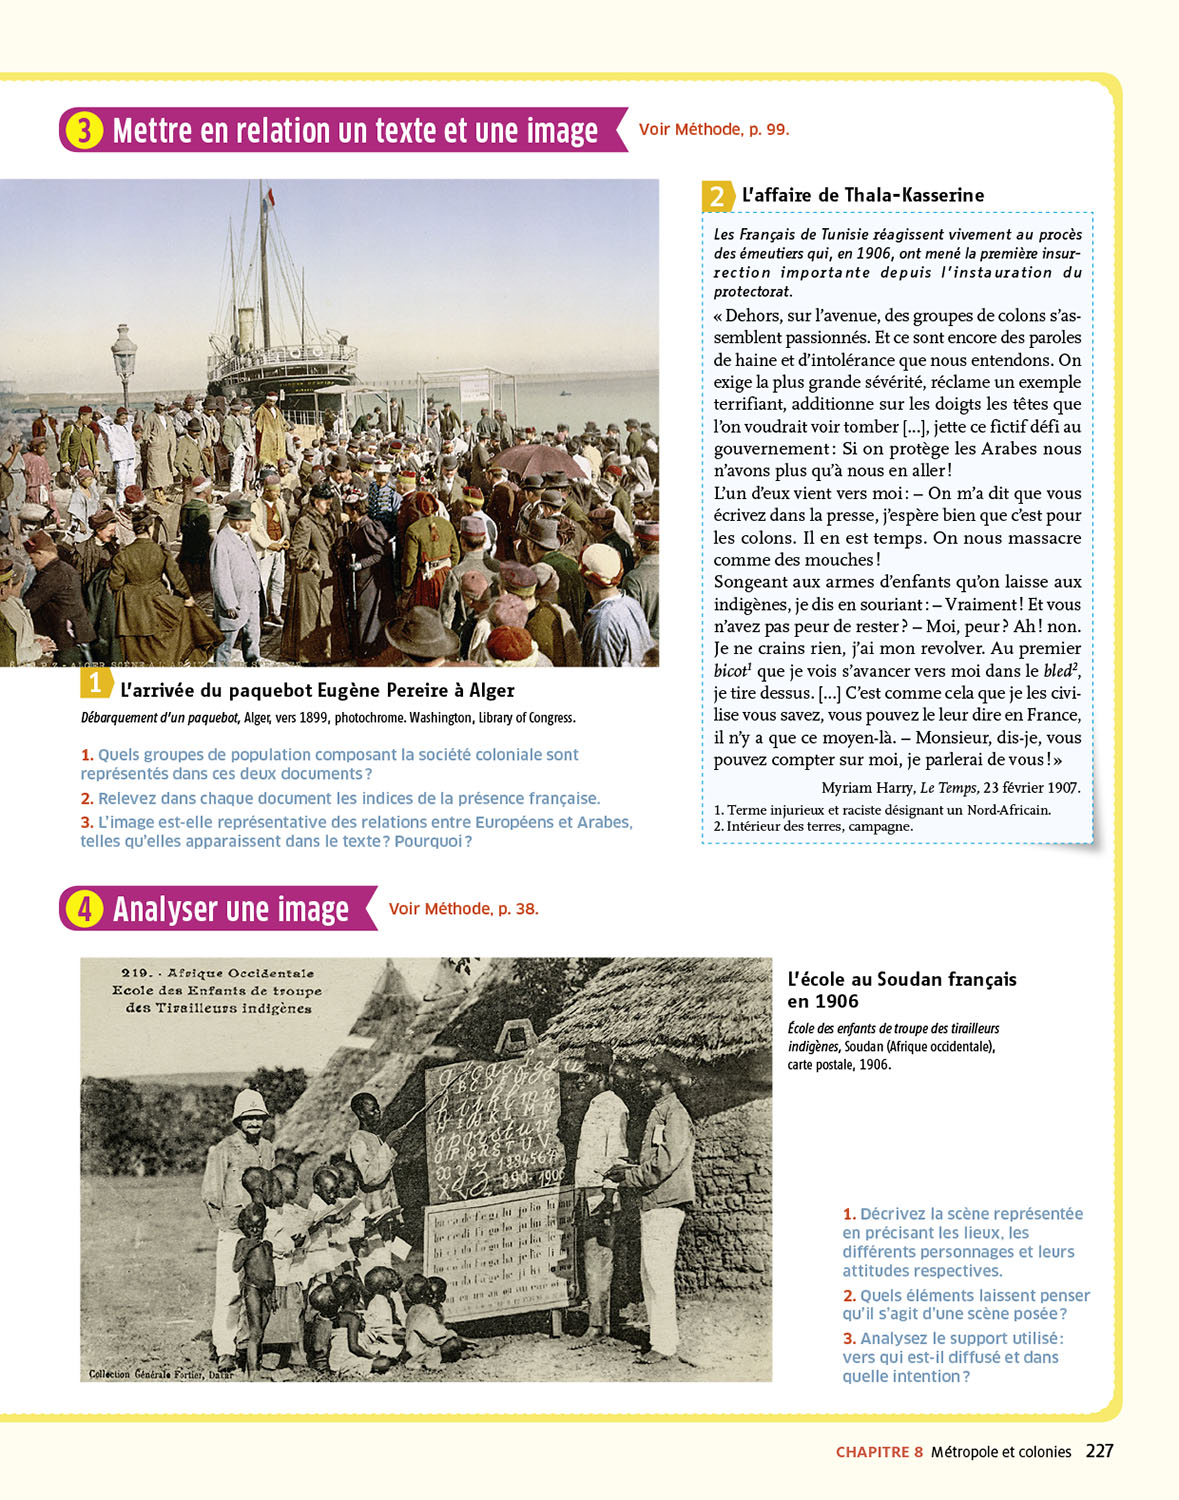 3 Mettre en relation un texte et une image
Voir Méthode, p. 99.
1 L'arrivée du paquebot Eugène Pereire à Alger
Débarquement d'un paquebot, Alger, vers 1899, photochrome. Washington, Library of Congress.
1. Quels groupes de population composant la société coloniale sont
représentés dans ces deux documents ?
2. Relevez dans chaque document les indices de la présence française.
3. L'image est-elle représentative des relations entre Européens et Arabes,
telles qu'elles apparaissent dans le texte ? Pourquoi ?
2 L'affaire de Thala-Kasserine
Les Français de Tunisie réagissent vivement au procès
des émeutiers qui, en 1906, ont mené la première insur-
rection importante depuis l'instauration du
protectorat.
« Dehors, sur l'avenue, des groupes de colons s'as-
semblent passionnés. Et ce sont encore des paroles
de haine et d'intolérance que nous entendons. On
exige la plus grande sévérité, réclame un exemple
terrifiant, additionne sur les doigts les têtes que
l'on voudrait voir tomber [...], jette ce fictif défi au
gouvernement : Si on protège les Arabes nous
n'avons plus qu'à nous en aller !
L'un d'eux vient vers moi : – On m'a dit que vous
écrivez dans la presse, j'espère bien que c'est pour
les colons. Il en est temps. On nous massacre
comme des mouches !
Songeant aux armes d'enfants qu'on laisse aux
indigènes, je dis en souriant : – Vraiment ! Et vous
n'avez pas peur de rester ? – Moi, peur ? Ah ! non.
Je ne crains rien, j'ai mon revolver. Au premier
bicot1 que je vois s'avancer vers moi dans le bled2,
je tire dessus. [...] C'est comme cela que je les civi-
lise vous savez, vous pouvez le leur dire en France,
il n'y a que ce moyen-là. – Monsieur, dis-je, vous
pouvez compter sur moi, je parlerai de vous ! »
Myriam Harry, Le Temps, 23 février 1907.
1. Terme injurieux et raciste désignant un Nord-Africain.
2. Intérieur des terres, campagne.
4 Analyser une image
Voir Méthode, p. 38.
219. - Afrique Occidentale
Ecole des Enfants de troupe
des Tirailleurs indigènes
Collection Générale Fortier, Dakar
L'école au Soudan français
en 1906
École des enfants de troupe des tirailleurs
indigènes, Soudan (Afrique occidentale),
carte postale, 1906.
1. Décrivez la scène représentée
en précisant les lieux, les
différents personnages et leurs
attitudes respectives.
2. Quels éléments laissent penser
qu'il s'agit d'une scène posée ?
3. Analysez le support utilisé :
vers qui est-il diffusé et dans
quelle intention ?
CHAPITRE 8 Métropole et colonies 227